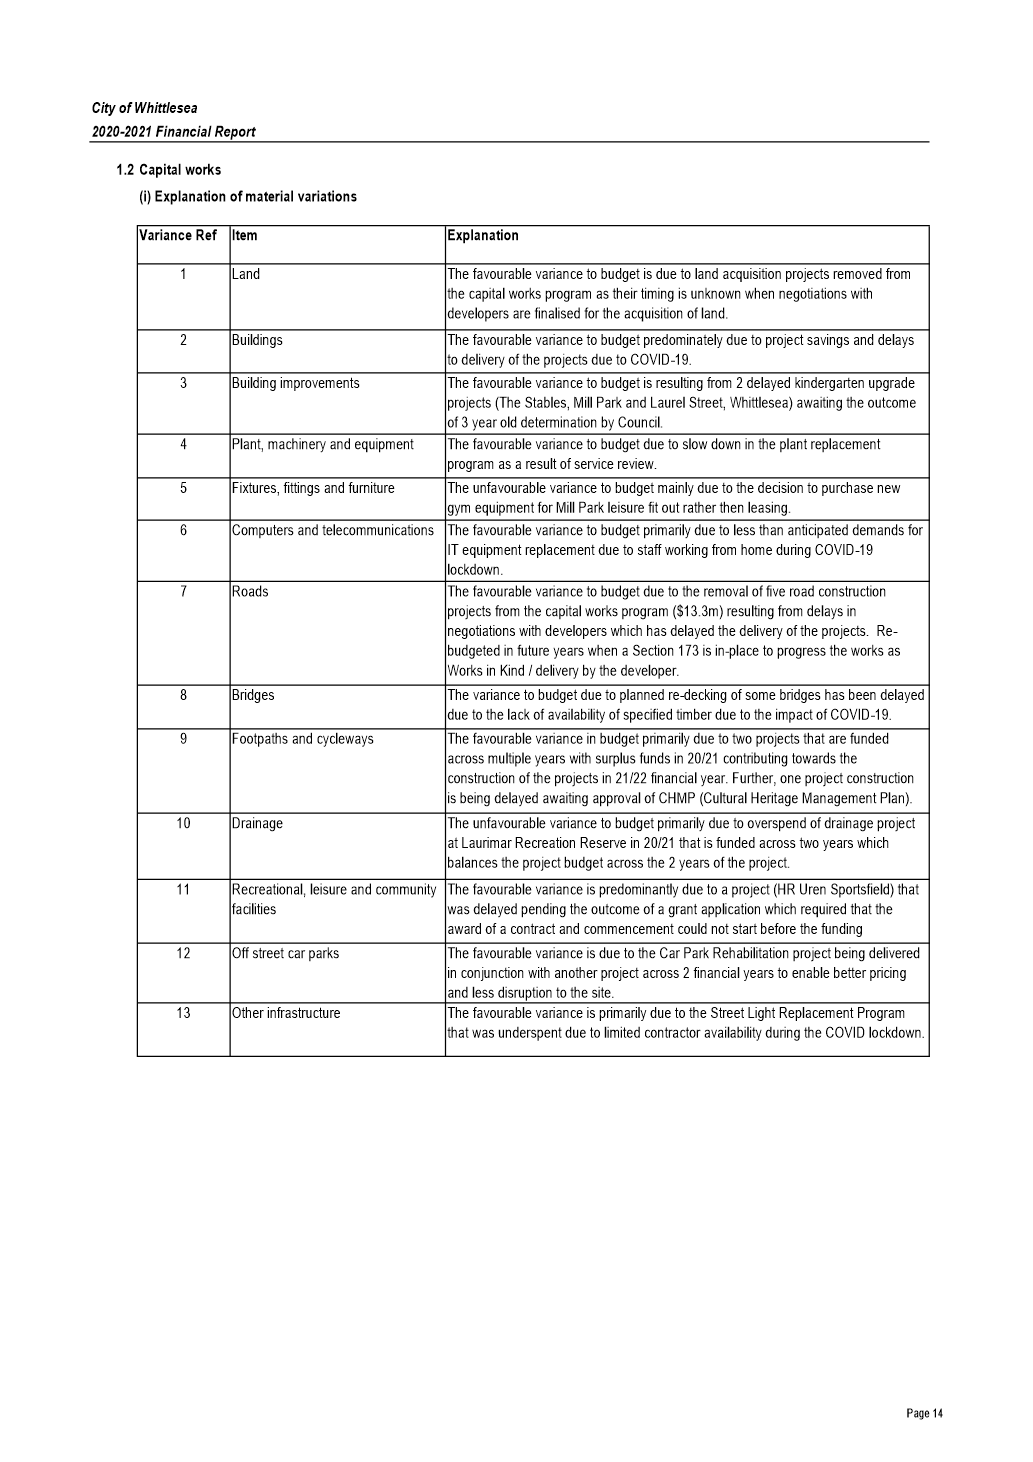 City of Whittlesea
2020-2021 Financial Report
1.2 Capital works
(i) Explanation of material variations
Variance Ref Item Explanation
1 Land The favourable variance to budget is due to land acquisition projects removed from
the capital works program as their timing is unknown when negotiations with
developers are finalised for the acquisition of land.
2 Buildings The favourable variance to budget predominately due to project savings and delays
to delivery of the projects due to COVID-19.
3 Building improvements The favourable variance to budget is resulting from 2 delayed kindergarten upgrade
projects (The Stables, Mill Park and Laurel Street, Whittlesea) awaiting the outcome
of 3 year old determination by Council.
4 Plant, machinery and equipment The favourable variance to budget due to slow down in the plant replacement
program as a result of service review.
5 Fixtures, fittings and furniture The unfavourable variance to budget mainly due to the decision to purchase new
gym equipment for Mill Park leisure fit out rather then leasing.
6 Computers and telecommunications The favourable variance to budget primarily due to less than anticipated demands for
IT equipment replacement due to staff working from home during COVID-19
lockdown.
7 Roads The favourable variance to budget due to the removal of five road construction
projects from the capital works program ($13.3m) resulting from delays in
negotiations with developers which has delayed the delivery of the projects. Re-
budgeted in future years when a Section 173 is in-place to progress the works as
Works in Kind / delivery by the developer.
8 Bridges The variance to budget due to planned re-decking of some bridges has been delayed
due to the lack of availability of specified timber due to the impact of COVID-19.
9 Footpaths and cycleways The favourable variance in budget primarily due to two projects that are funded
across multiple years with surplus funds in 20/21 contributing towards the
construction of the projects in 21/22 financial year. Further, one project construction
is being delayed awaiting approval of CHMP (Cultural Heritage Management Plan).
10 Drainage The unfavourable variance to budget primarily due to overspend of drainage project
at Laurimar Recreation Reserve in 20/21 that is funded across two years which
balances the project budget across the 2 years of the project.
11 Recreational, leisure and community The favourable variance is predominantly due to a project (HR Uren Sportsfield) that
facilities was delayed pending the outcome of a grant application which required that the
award of a contract and commencement could not start before the funding
12 Off street car parks The favourable variance is due to the Car Park Rehabilitation project being delivered
in conjunction with another project across 2 financial years to enable better pricing
and less disruption to the site.
13 Other infrastructure The favourable variance is primarily due to the Street Light Replacement Program
that was underspent due to limited contractor availability during the COVID lockdown.
Page 14